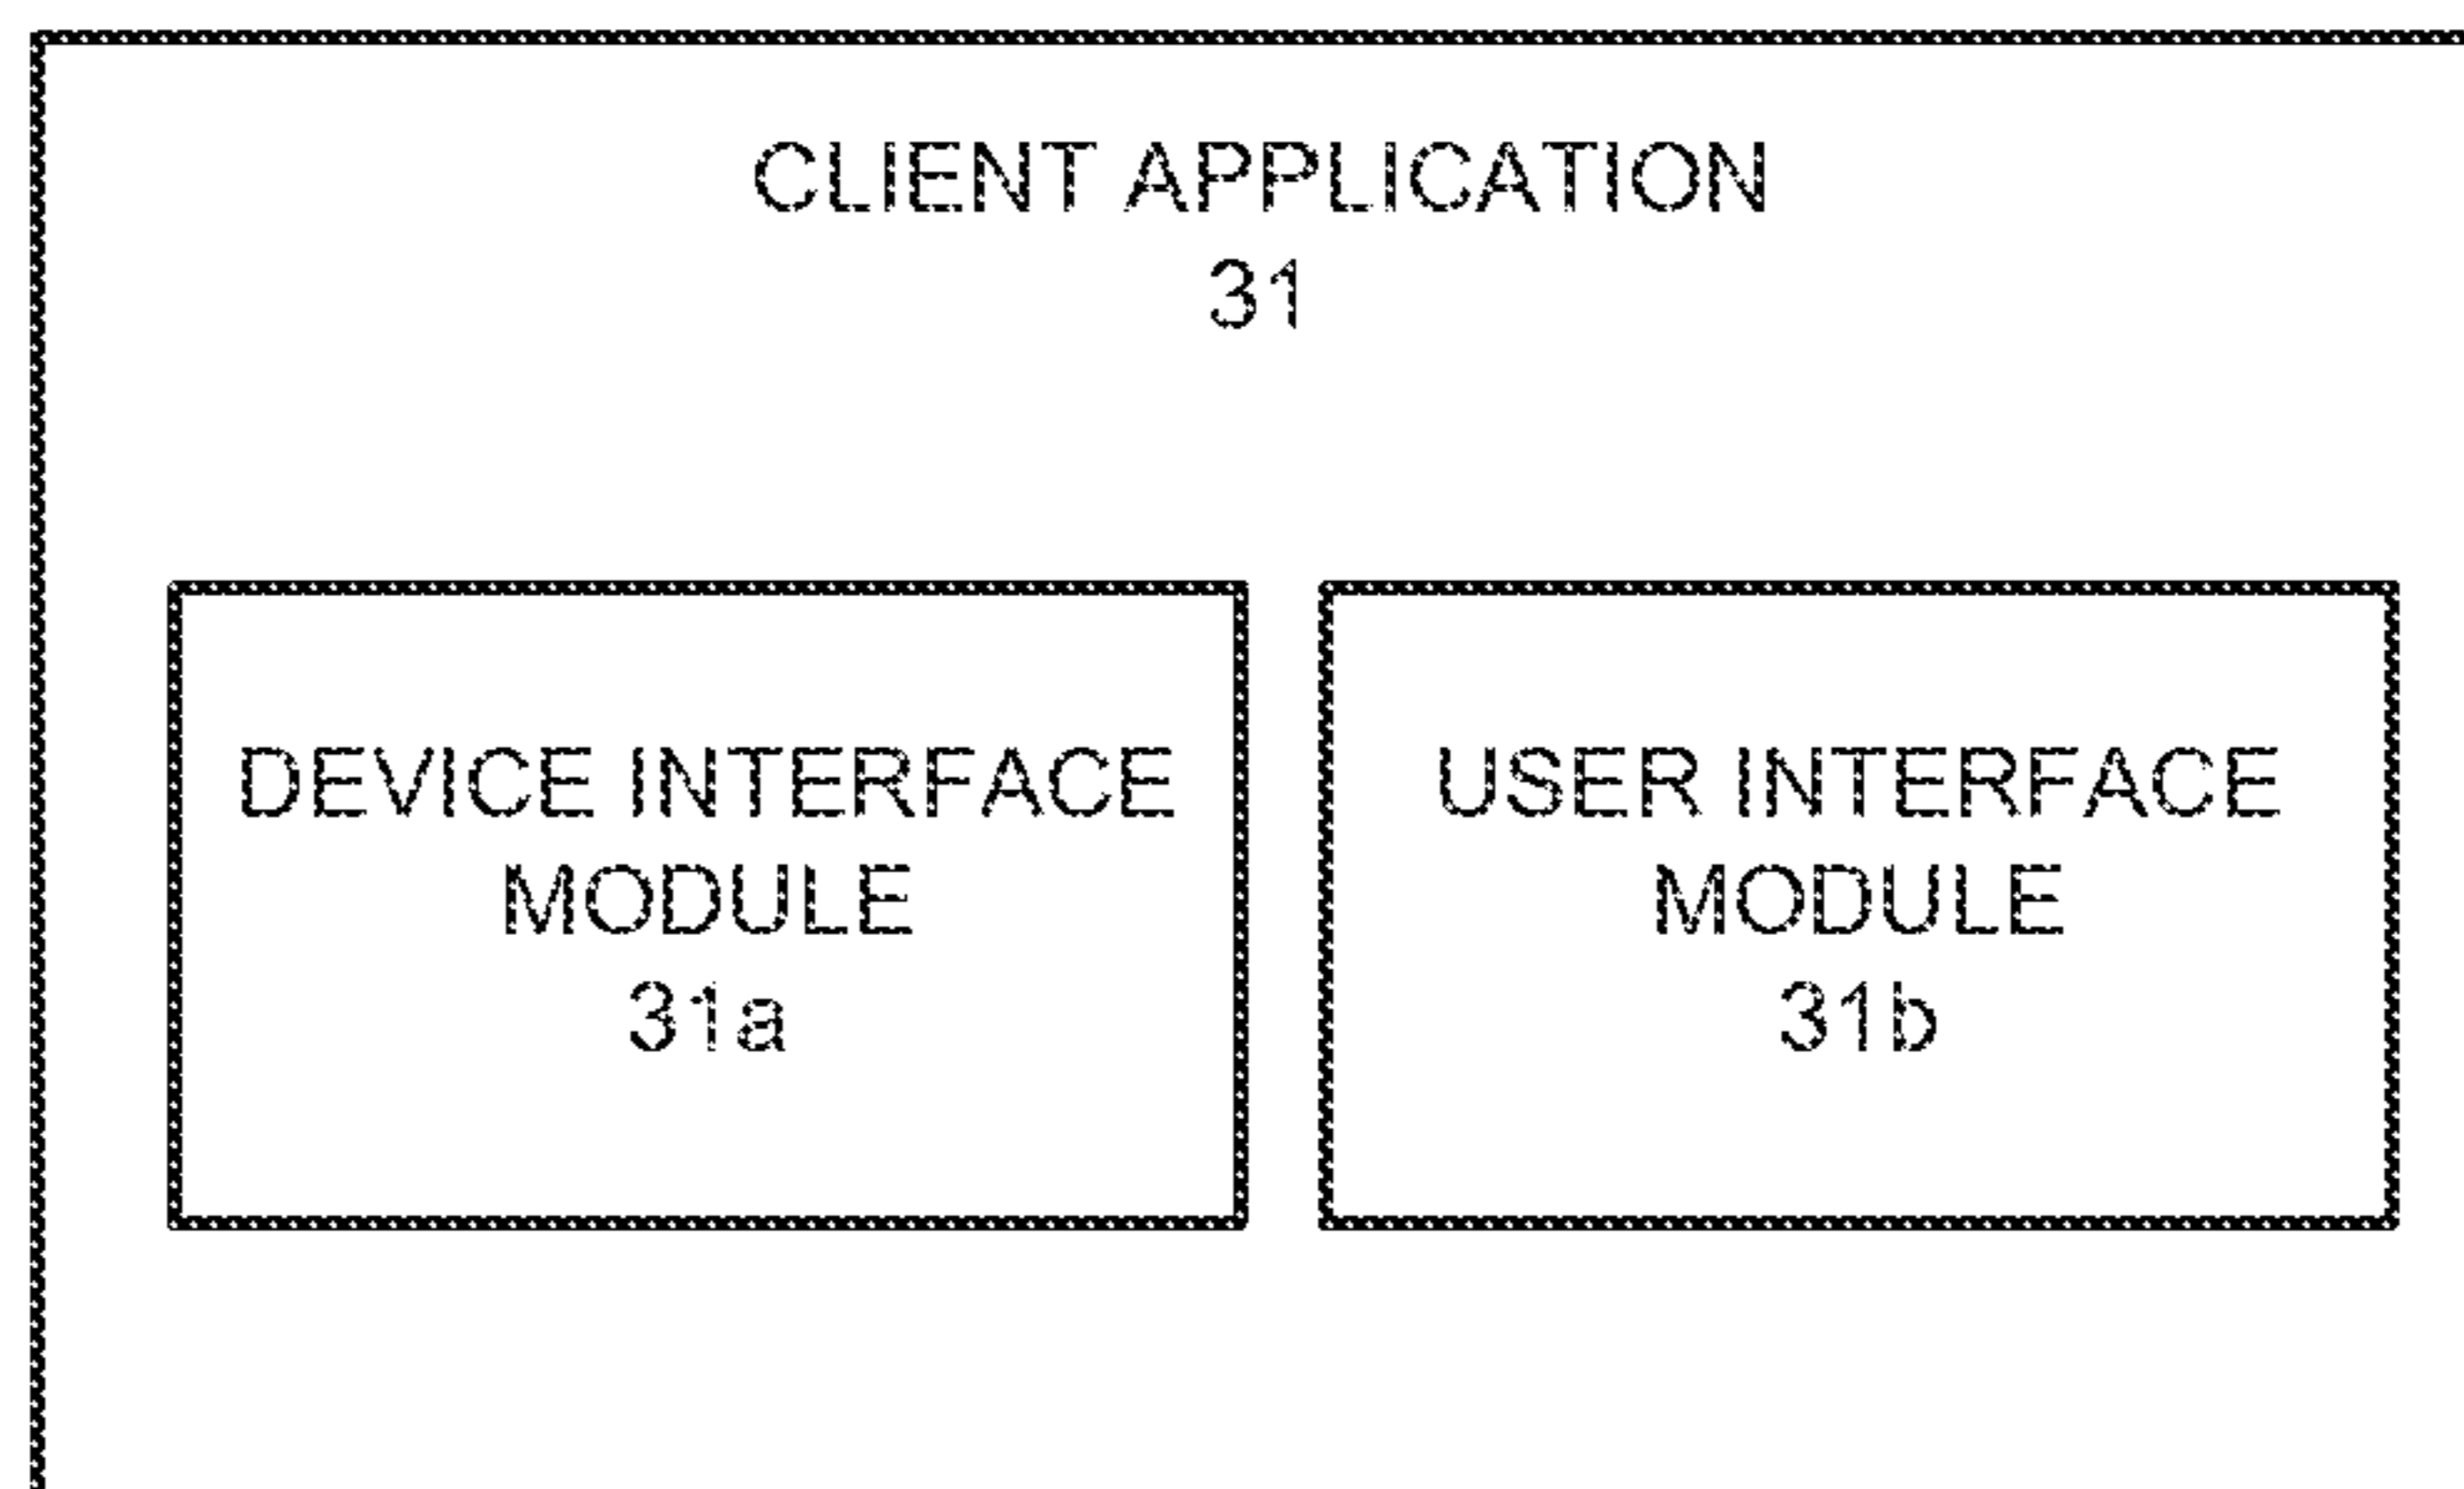 CLIENT APPLICATION
31
DEVICE INTERFACE
MODULE
31a
USER INTERFACE
MODULE
31b